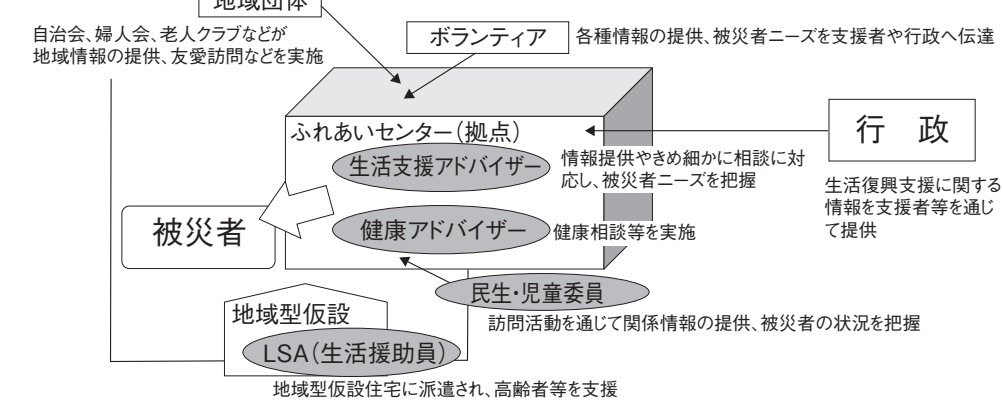 地域団体
自治会、婦人会、老人クラブなどが
地域情報の提供、友愛訪問などを実施
ボランティア
各種情報の提供、被災者ニーズを支援者や行政へ伝達
ふれあいセンター(拠点)
生活支援アドバイザー
情報提供やきめ細かに相談に対
応し、被災者ニーズを把握
行 政
生活復興支援に関する
情報を支援者等を通じ
て提供
被災者
健康アドバイザー
健康相談等を実施
民生・児童委員
訪問活動を通じて関係情報の提供、被災者の状況を把握
地域型仮設
LSA(生活援助員)
地域型仮設住宅に派遣され、高齢者等を支援